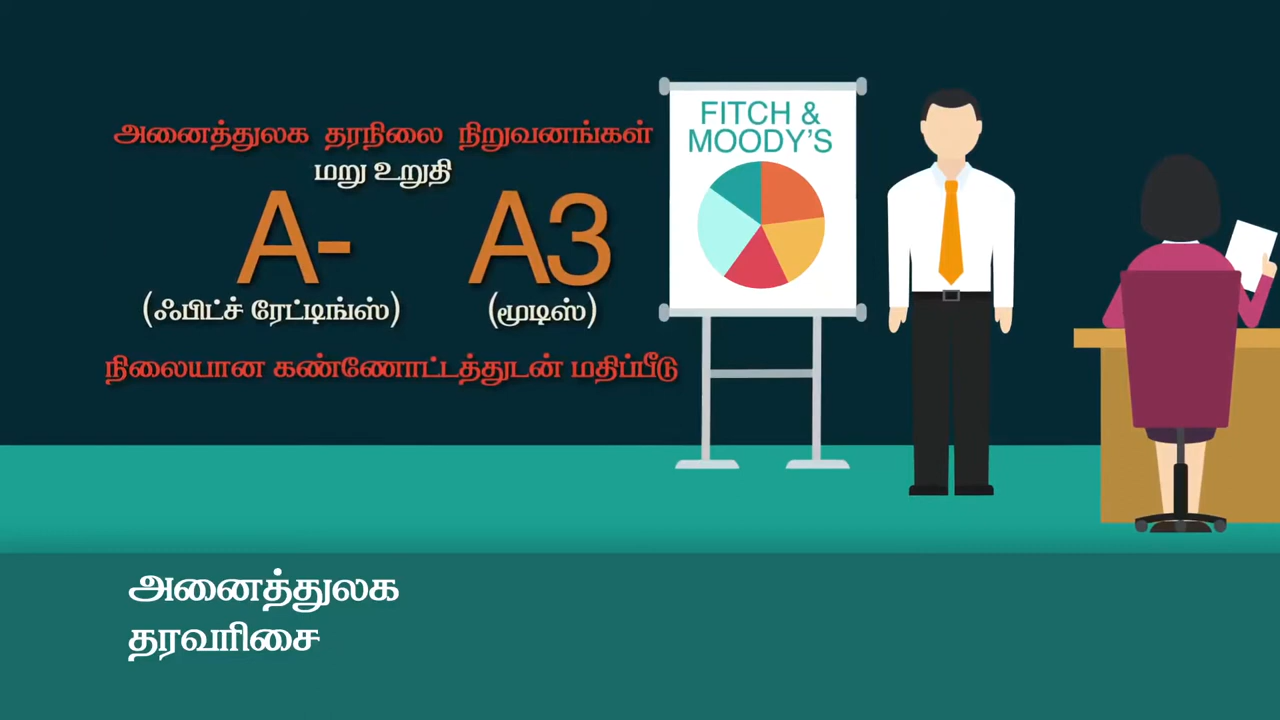 அனைத்துலக தரநிலை நிறுவனங்கள்
மறு உறுதி
A- A3
(ஃபிட்ச் ரேட்டிங்ஸ்) (மூடிஸ்)
நிலையான கண்ணோட்டத்துடன் மதிப்பீடு
FITCH &
MOODY'S
அனைத்துலக
தரவரிசை